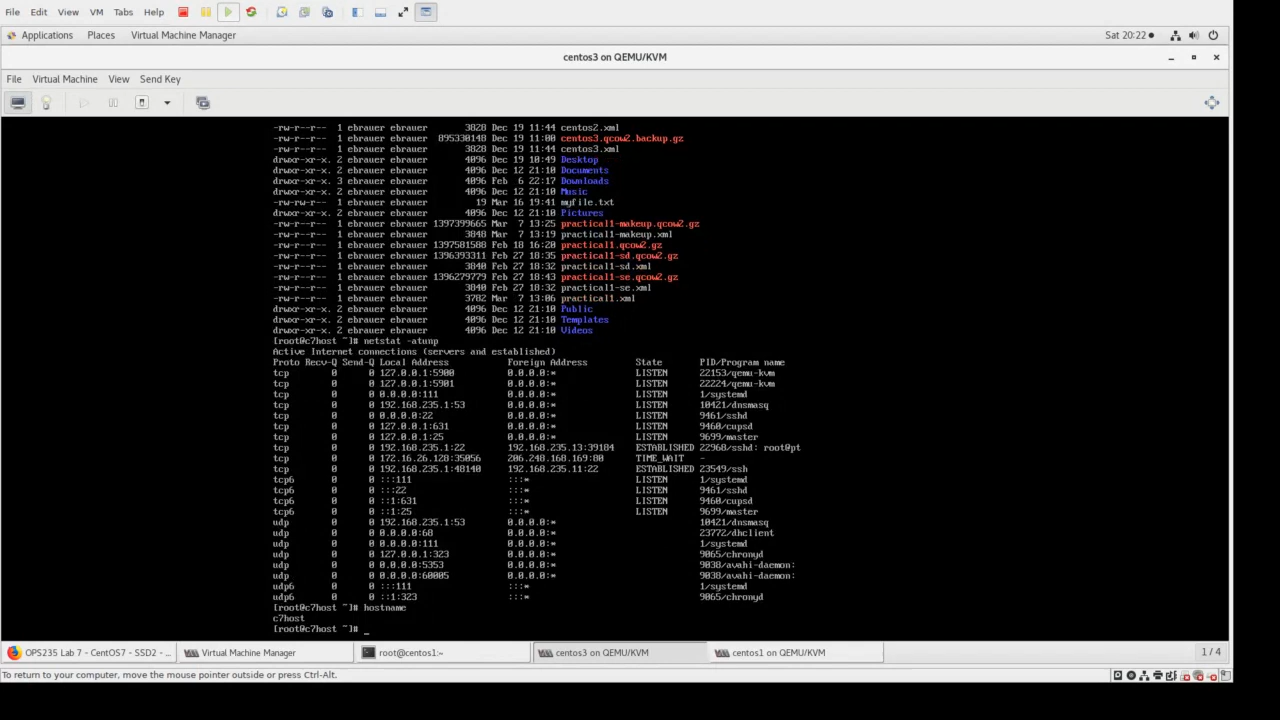 File Edit View VM Tabs Help
Applications Places Virtual Machine Manager Sat 20:22
centos3 on QEMU/KVM
File Virtual Machine View Send Key
-rw-r--r-- 1 ebrauer ebrauer 3828 Dec 19 11:44 centos2.xml
-rw-r--r-- 1 ebrauer ebrauer 895330148 Dec 19 11:00 centos3.qcow2.backup.gz
-rw-r--r-- 1 ebrauer ebrauer 3828 Dec 19 11:44 centos3.xml
drwxr-xr-x. 2 ebrauer ebrauer 4096 Dec 19 10:49 Desktop
drwxr-xr-x. 2 ebrauer ebrauer 4096 Dec 12 21:10 Documents
drwxr-xr-x. 3 ebrauer ebrauer 4096 Feb 6 22:17 Downloads
drwxr-xr-x. 2 ebrauer ebrauer 4096 Dec 12 21:10 Music
-rw-r--r-- 1 ebrauer ebrauer 19 Mar 16 19:41 myfile.txt
drwxr-xr-x. 2 ebrauer ebrauer 4096 Dec 12 21:10 Pictures
-rw-r--r-- 1 ebrauer ebrauer 1397399665 Mar 7 13:25 practical1-makeup.qcow2.gz
-rw-r--r-- 1 ebrauer ebrauer 3848 Mar 7 13:19 practical1-makeup.xml
-rw-r--r-- 1 ebrauer ebrauer 1397581588 Feb 18 16:20 practical1.qcow2.gz
-rw-r--r-- 1 ebrauer ebrauer 1396393311 Feb 27 18:35 practical1-sd.qcow2.gz
-rw-r--r-- 1 ebrauer ebrauer 3840 Feb 27 18:32 practical1-sd.xml
-rw-r--r-- 1 ebrauer ebrauer 1396279779 Feb 27 18:43 practical1-se.qcow2.gz
-rw-r--r-- 1 ebrauer ebrauer 3840 Feb 27 18:32 practical1-se.xml
-rw-r--r-- 1 ebrauer ebrauer 3782 Mar 7 13:06 practical1.xml
drwxr-xr-x. 2 ebrauer ebrauer 4096 Dec 12 21:10 Public
drwxr-xr-x. 2 ebrauer ebrauer 4096 Dec 12 21:10 Templates
drwxr-xr-x. 2 ebrauer ebrauer 4096 Dec 12 21:10 Videos
[root@c7host ~]# netstat -atunp
Active Internet connections (servers and established)
Proto Recv-Q Send-Q Local Address Foreign Address State PID/Program name
tcp 0 0 127.0.0.1:5900 0.0.0.0:* LISTEN 22153/qemu-kvm
tcp 0 0 127.0.0.1:5901 0.0.0.0:* LISTEN 22224/qemu-kvm
tcp 0 0 0.0.0.0:111 0.0.0.0:* LISTEN 1/systemd
tcp 0 0 192.168.235.1:53 0.0.0.0:* LISTEN 10421/dnsmasq
tcp 0 0 0.0.0.0:22 0.0.0.0:* LISTEN 9461/sshd
tcp 0 0 127.0.0.1:631 0.0.0.0:* LISTEN 9460/cupsd
tcp 0 0 127.0.0.1:25 0.0.0.0:* LISTEN 9699/master
tcp 0 0 192.168.235.1:22 192.168.235.13:39184 ESTABLISHED 22968/sshd: root@pt
tcp 0 0 172.16.26.128:35056 206.248.168.169:80 TIME_WAIT -
tcp 0 0 192.168.235.1:48140 192.168.235.11:22 ESTABLISHED 23549/ssh
tcp6 0 0 :::111 :::* LISTEN 1/systemd
tcp6 0 0 :::22 :::* LISTEN 9461/sshd
tcp6 0 0 ::1:631 :::* LISTEN 9460/cupsd
tcp6 0 0 ::1:25 :::* LISTEN 9699/master
udp 0 0 192.168.235.1:53 0.0.0.0:* 10421/dnsmasq
udp 0 0 0.0.0.0:68 0.0.0.0:* 23772/dhclient
udp 0 0 0.0.0.0:111 0.0.0.0:* 1/systemd
udp 0 0 127.0.0.1:323 0.0.0.0:* 9065/chronyd
udp 0 0 0.0.0.0:5353 0.0.0.0:* 9038/avahi-daemon:
udp 0 0 0.0.0.0:60005 0.0.0.0:* 9038/avahi-daemon:
udp6 0 0 :::111 :::* 1/systemd
udp6 0 0 ::1:323 :::* 9065/chronyd
[root@c7host ~]# hostname
c7host
[root@c7host ~]# _
OPS235 Lab 7 - CentOS7 - SSD2 - ... Virtual Machine Manager root@centos1:~ centos3 on QEMU/KVM centos1 on QEMU/KVM 1 / 4
To return to your computer, move the mouse pointer outside or press Ctrl-Alt.